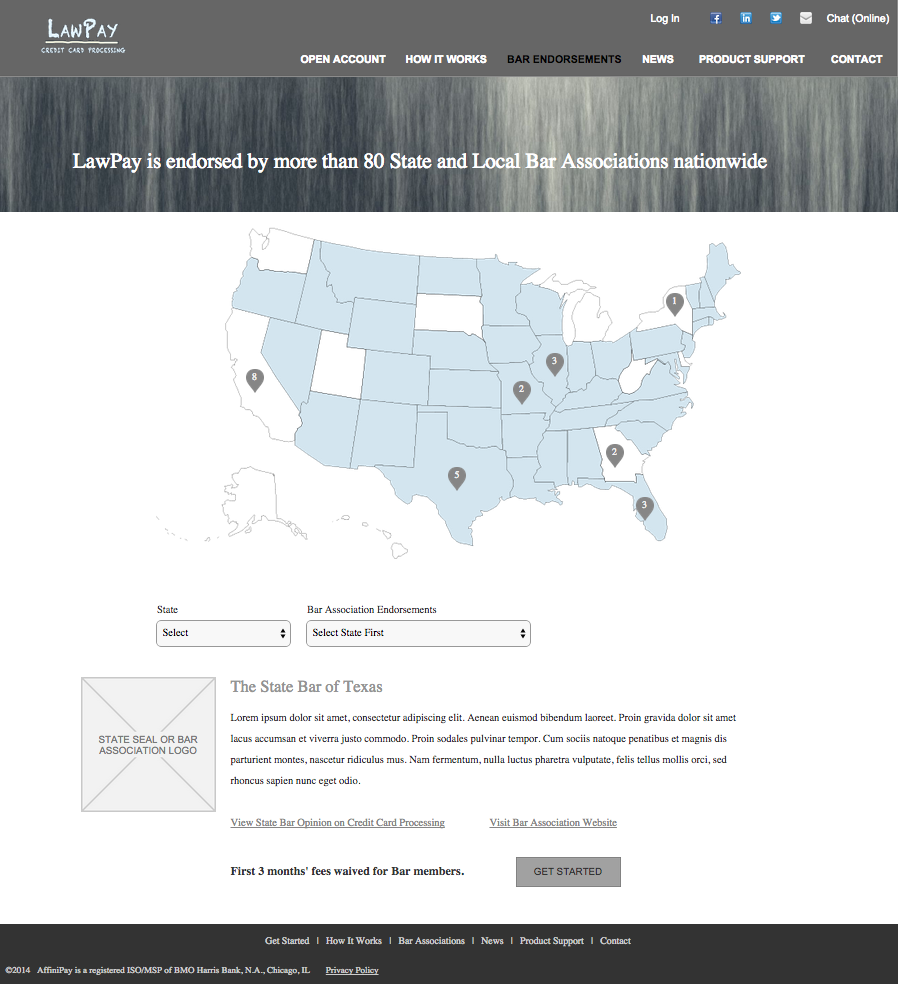 LAWPAY
CREDIT CARD PROCESSING
Log In
Chat (Online)
OPEN ACCOUNT HOW IT WORKS BAR ENDORSEMENTS NEWS PRODUCT SUPPORT CONTACT
LawPay is endorsed by more than 80 State and Local Bar Associations nationwide
1
3
8
2
2
5
3
State
Bar Association Endorsements
Select
Select State First
STATE SEAL OR BAR
ASSOCIATION LOGO
The State Bar of Texas
Lorem ipsum dolor sit amet, consectetur adipiscing elit. Aenean euismod bibendum laoreet. Proin gravida dolor sit amet
lacus accumsan et viverra justo commodo. Proin sodales pulvinar tempor. Cum sociis natoque penatibus et magnis dis
parturient montes, nascetur ridiculus mus. Nam fermentum, nulla luctus pharetra vulputate, felis tellus mollis orci, sed
rhoncus sapien nunc eget odio.
View State Bar Opinion on Credit Card Processing
Visit Bar Association Website
First 3 months' fees waived for Bar members.
GET STARTED
Get Started | How It Works | Bar Associations | News | Product Support | Contact
©2014 AffiniPay is a registered ISO/MSP of BMO Harris Bank, N.A., Chicago, IL Privacy Policy